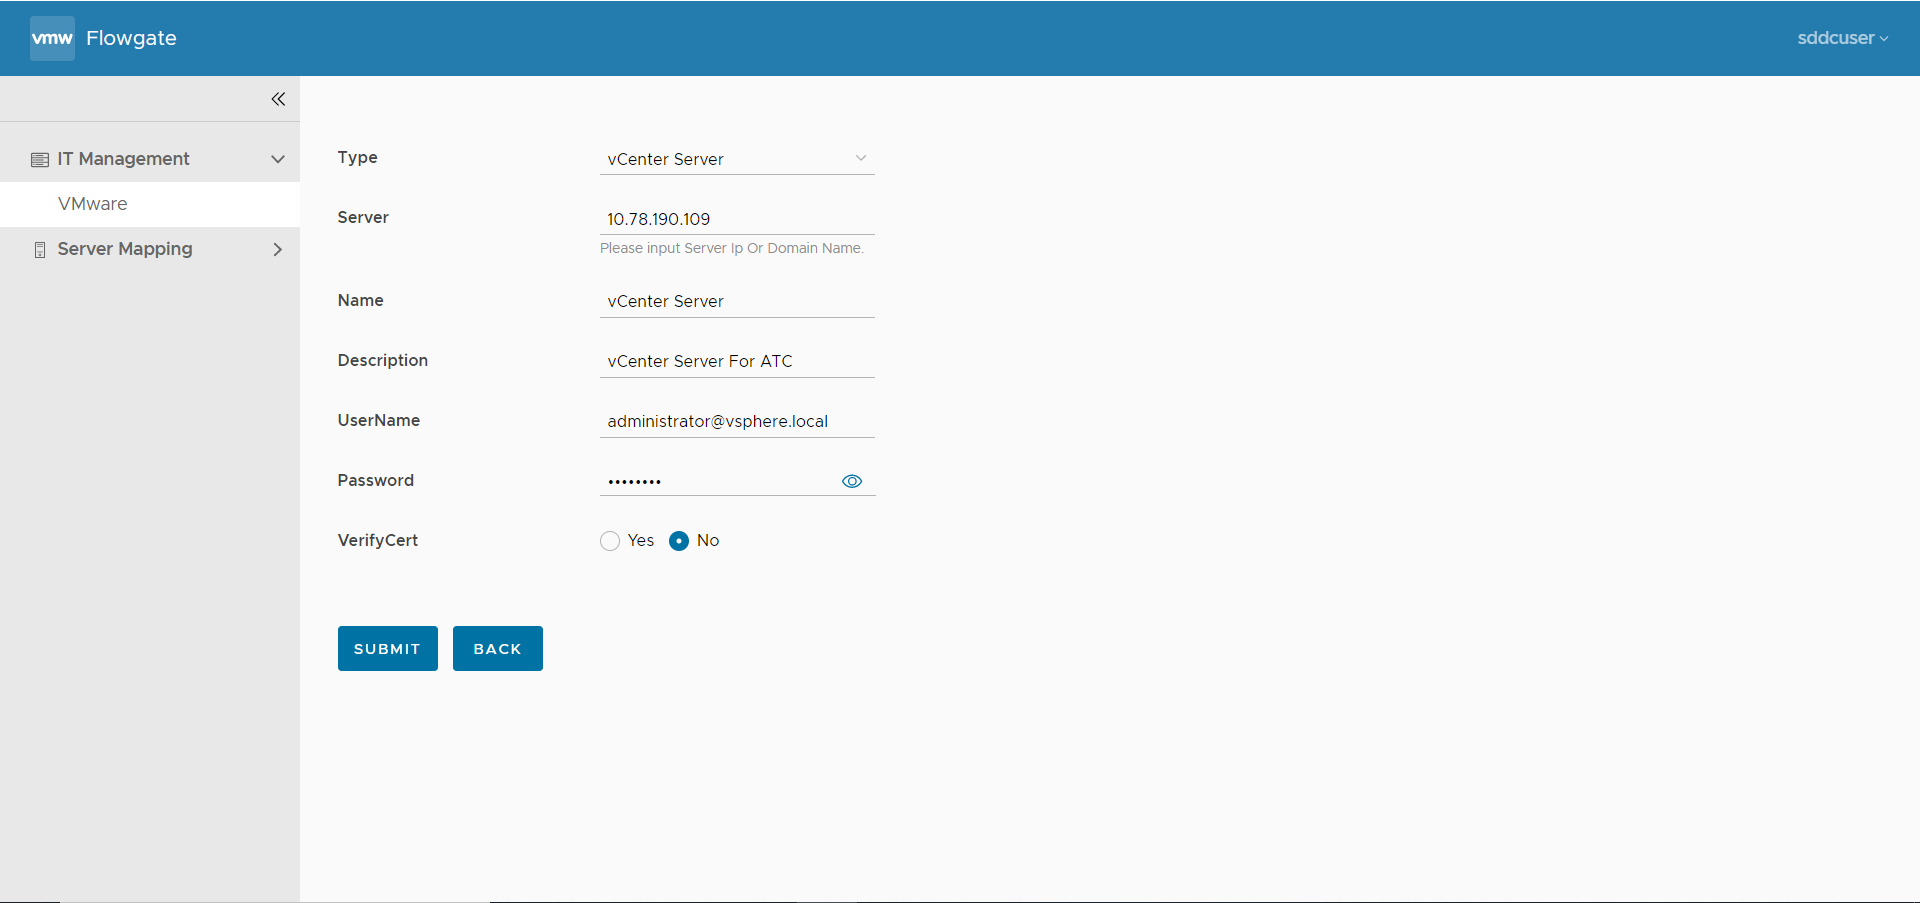 vmw Flowgate
sddcuser
IT Management
VMware
Server Mapping
Type vCenter Server
Server 10.78.190.109
Please input Server Ip Or Domain Name.
Name vCenter Server
Description vCenter Server For ATC
UserName administrator@vsphere.local
Password ••••••••
VerifyCert Yes No
SUBMIT BACK